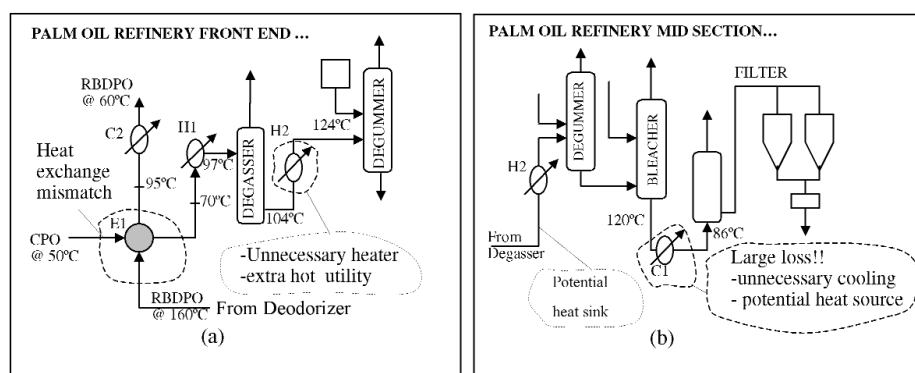 PALM OIL REFINERY FRONT END …
RBDPO
@ 60ºC
C2
H1
97ºC
Heat
exchange
mismatch
95ºC
70ºC
E1
CPO
@ 50ºC
RBDPO
@ 160ºC
From Deodorizer
DEGASSER
H2
104ºC
124ºC
DEGUMMER
-Unnecessary heater
-extra hot utility
(a)
PALM OIL REFINERY MID SECTION…
FILTER
DEGUMMER
BLEACHER
H2
120ºC
86ºC
C1
From
Degasser
Potential
heat sink
Large loss!!
-unnecessary cooling
- potential heat source
(b)